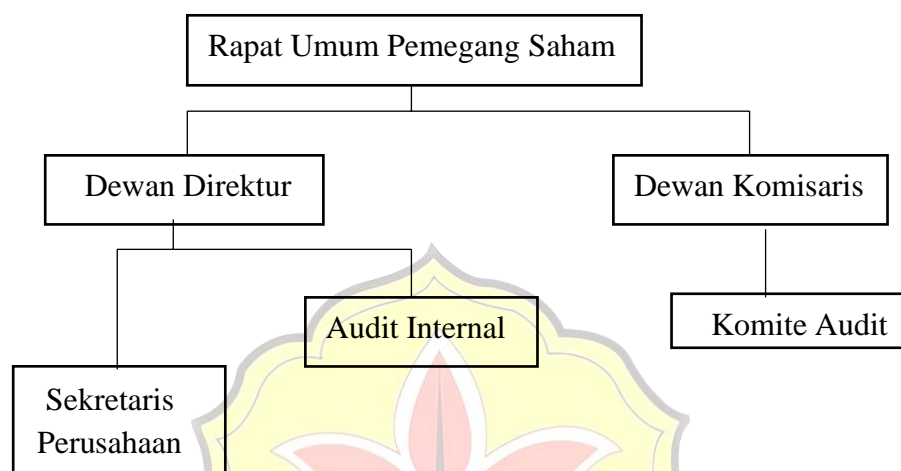 Rapat Umum Pemegang Saham
Dewan Direktur
Dewan Komisaris
Audit Internal
Komite Audit
Sekretaris
Perusahaan